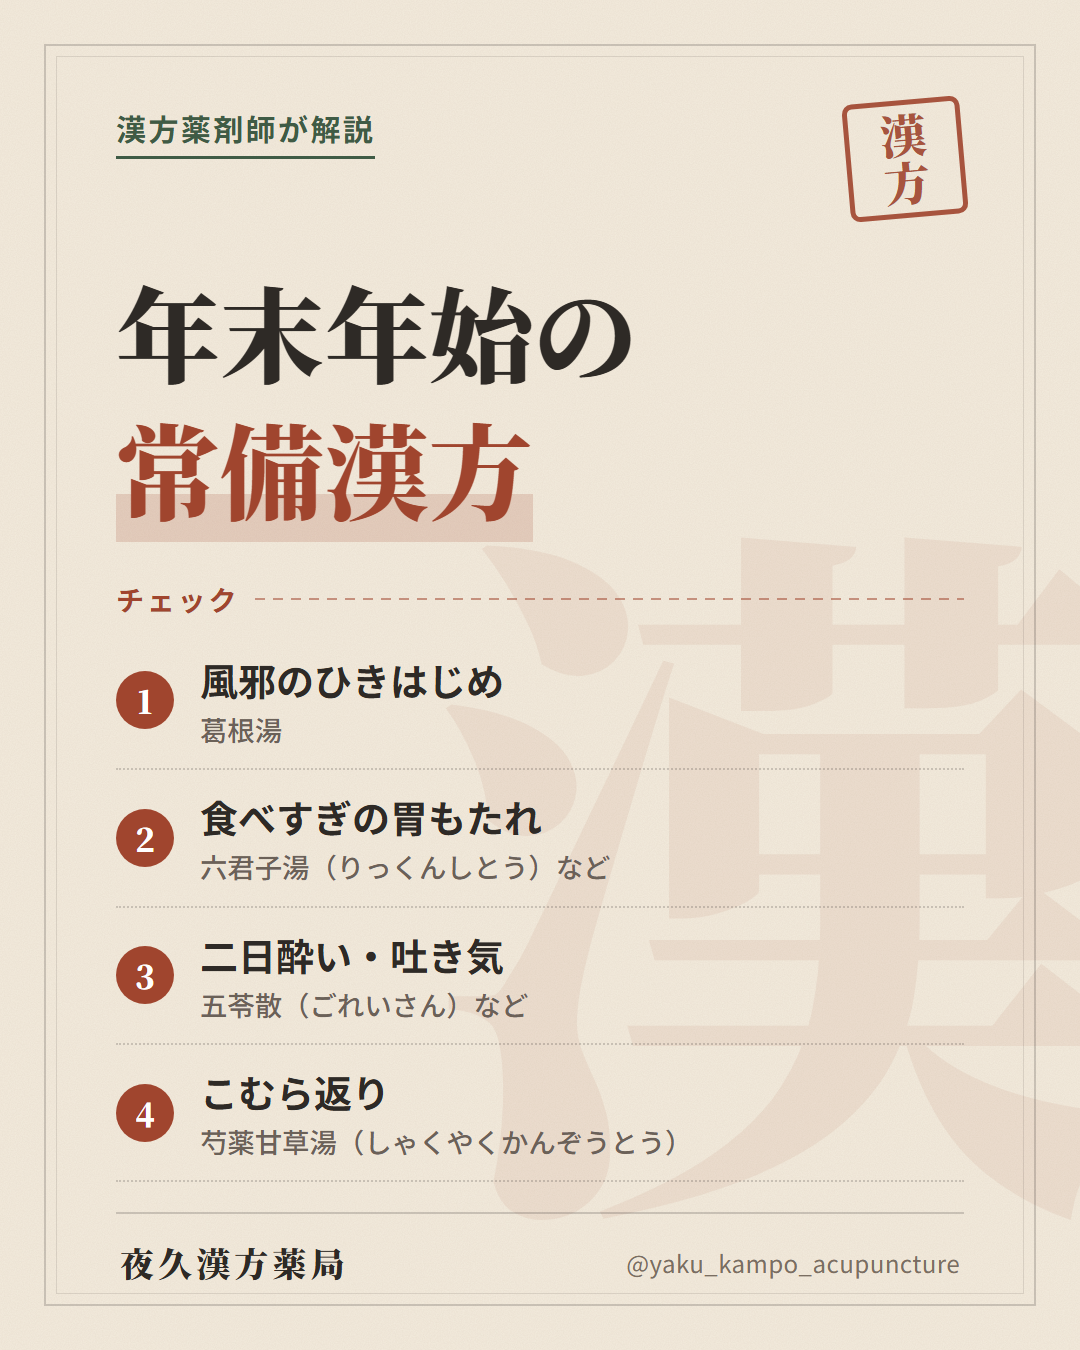 漢方薬剤師が解説
漢
方
年末年始の
常備漢方
チェック
1 風邪のひきはじめ
葛根湯
2 食べすぎの胃もたれ
六君子湯（りっくんしとう）など
3 二日酔い・吐き気
五苓散（ごれいさん）など
4 こむら返り
芍薬甘草湯（しゃくやくかんぞうとう）
漢
夜久漢方薬局
@yaku_kampo_acupuncture